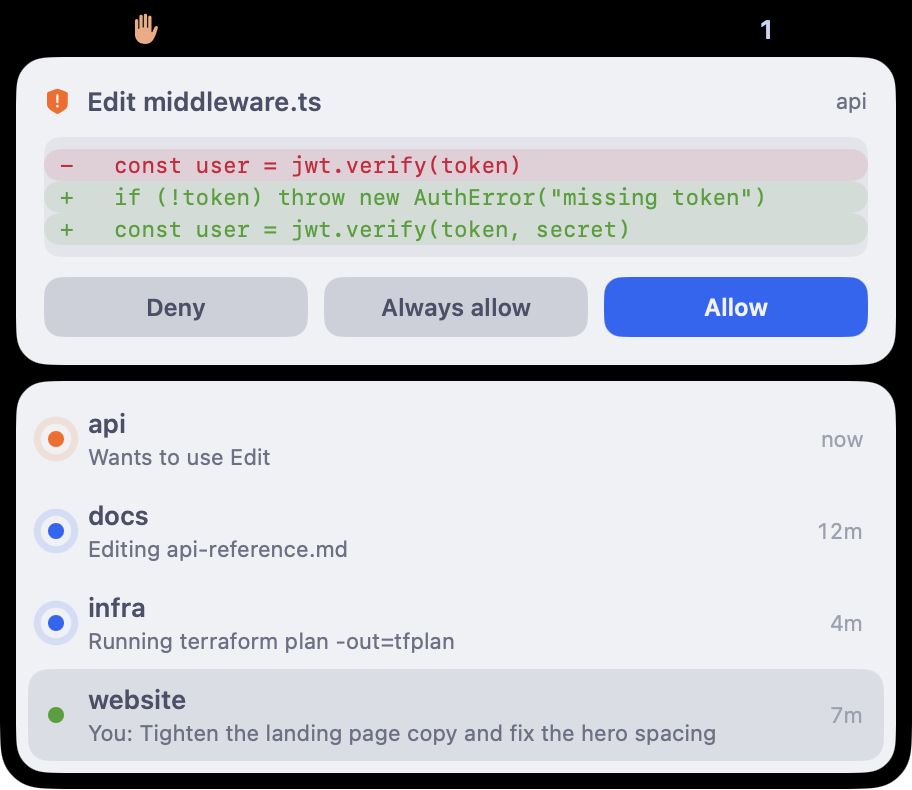 1
Edit middleware.ts
api
- const user = jwt.verify(token)
+ if (!token) throw new AuthError("missing token")
+ const user = jwt.verify(token, secret)
Deny
Always allow
Allow
api
Wants to use Edit
now
docs
Editing api-reference.md
12m
infra
Running terraform plan -out=tfplan
4m
website
You: Tighten the landing page copy and fix the hero spacing
7m